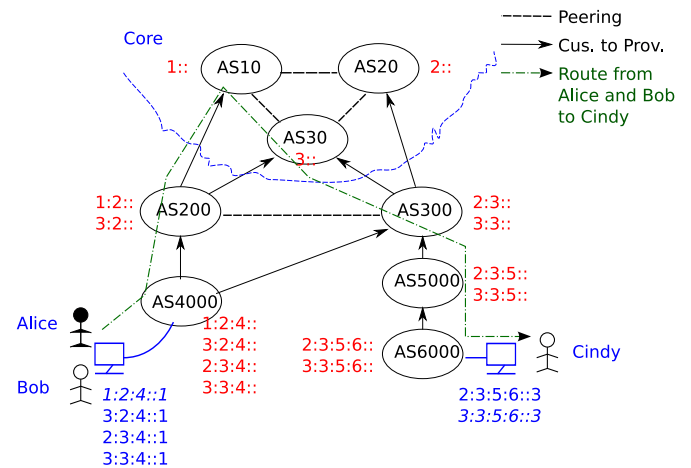 Core
1::
AS10
AS20
2::
Peering
Cus. to Prov.
Route from
Alice and Bob
to Cindy
AS30
3::
1:2::
3:2::
AS200
AS300
2:3::
3:3::
AS5000
2:3:5::
3:3:5::
AS4000
1:2:4::
3:2:4::
2:3:4::
3:3:4::
2:3:5:6::
3:3:5:6::
AS6000
Alice
Bob
Cindy
1:2:4::1
3:2:4::1
2:3:4::1
3:3:4::1
2:3:5:6::3
3:3:5:6::3